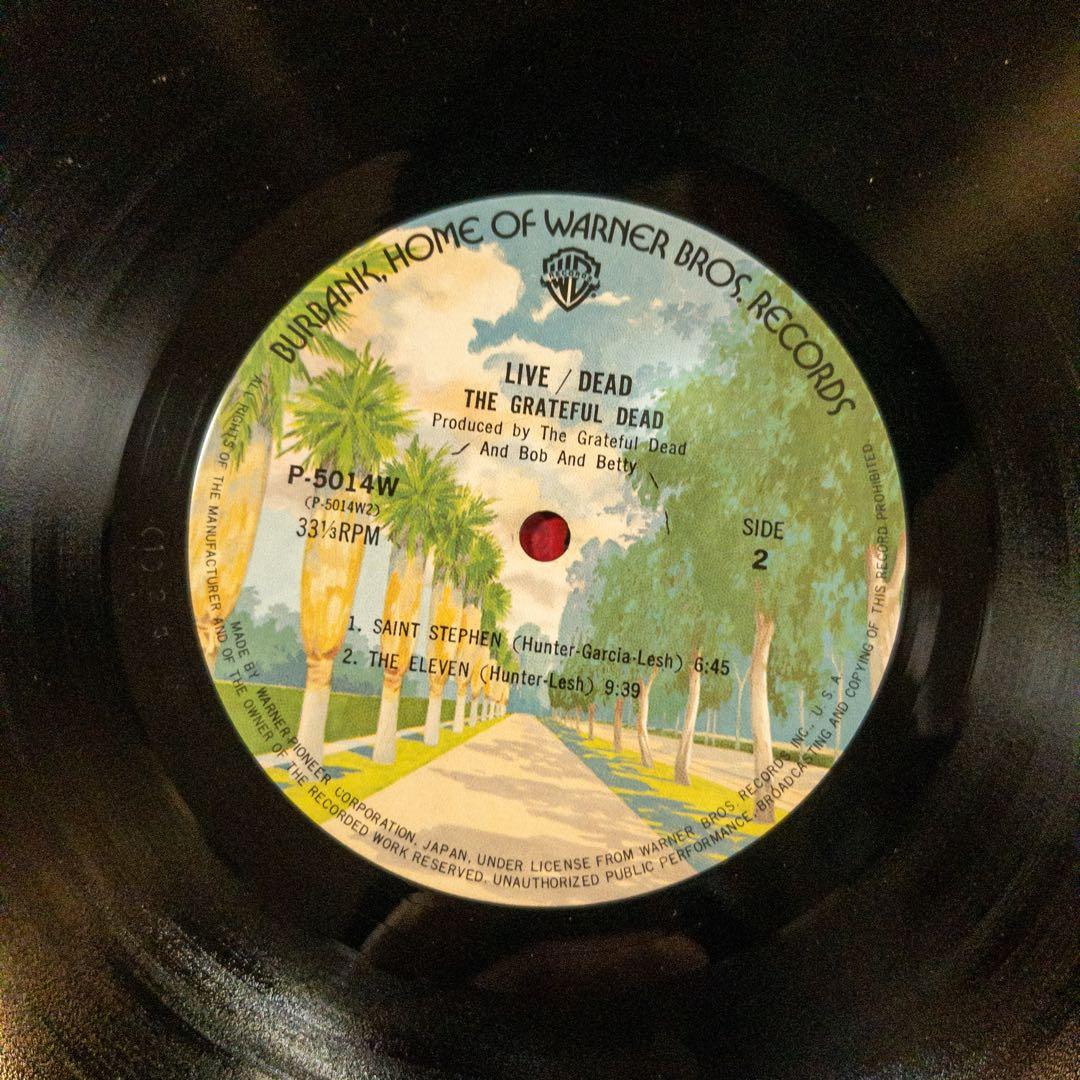 BURBANK, HOME OF WARNER BROS. RECORDS
WB
RECORDS
LIVE / DEAD
THE GRATEFUL DEAD
Produced by The Grateful Dead
And Bob And Betty
P-5014W
(P-5014W2)
33⅓RPM
SIDE
2
1. SAINT STEPHEN (Hunter-Garcia-Lesh) 6:45
2. THE ELEVEN (Hunter-Lesh) 9:39
MADE BY WARNER-PIONEER CORPORATION, JAPAN, UNDER LICENSE FROM WARNER BROS. RECORDS INC., U.S.A.
ALL RIGHTS OF THE MANUFACTURER AND OF THE OWNER OF THE RECORDED WORK RESERVED. UNAUTHORIZED PUBLIC PERFORMANCE, BROADCASTING AND COPYING OF THIS RECORD PROHIBITED